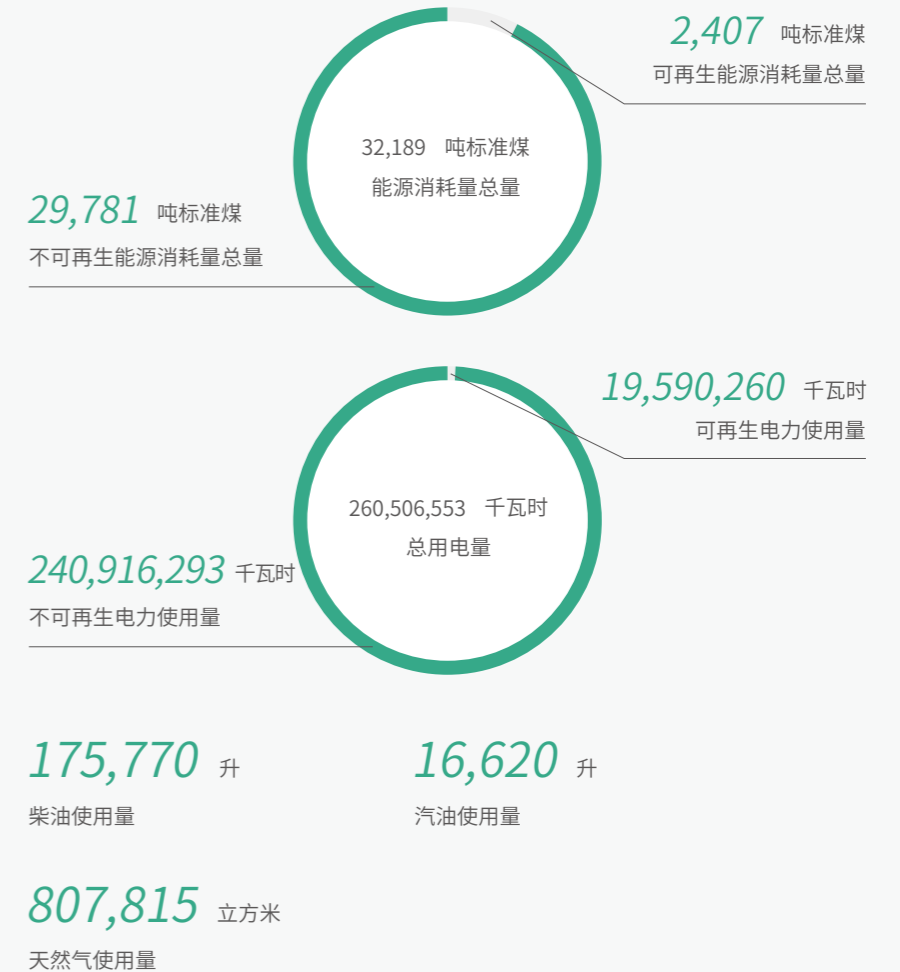 2,407 吨标准煤
可再生能源消耗量总量
32,189 吨标准煤
能源消耗量总量
29,781 吨标准煤
不可再生能源消耗量总量
19,590,260 千瓦时
可再生电力使用量
260,506,553 千瓦时
总用电量
240,916,293 千瓦时
不可再生电力使用量
175,770 升
柴油使用量
16,620 升
汽油使用量
807,815 立方米
天然气使用量